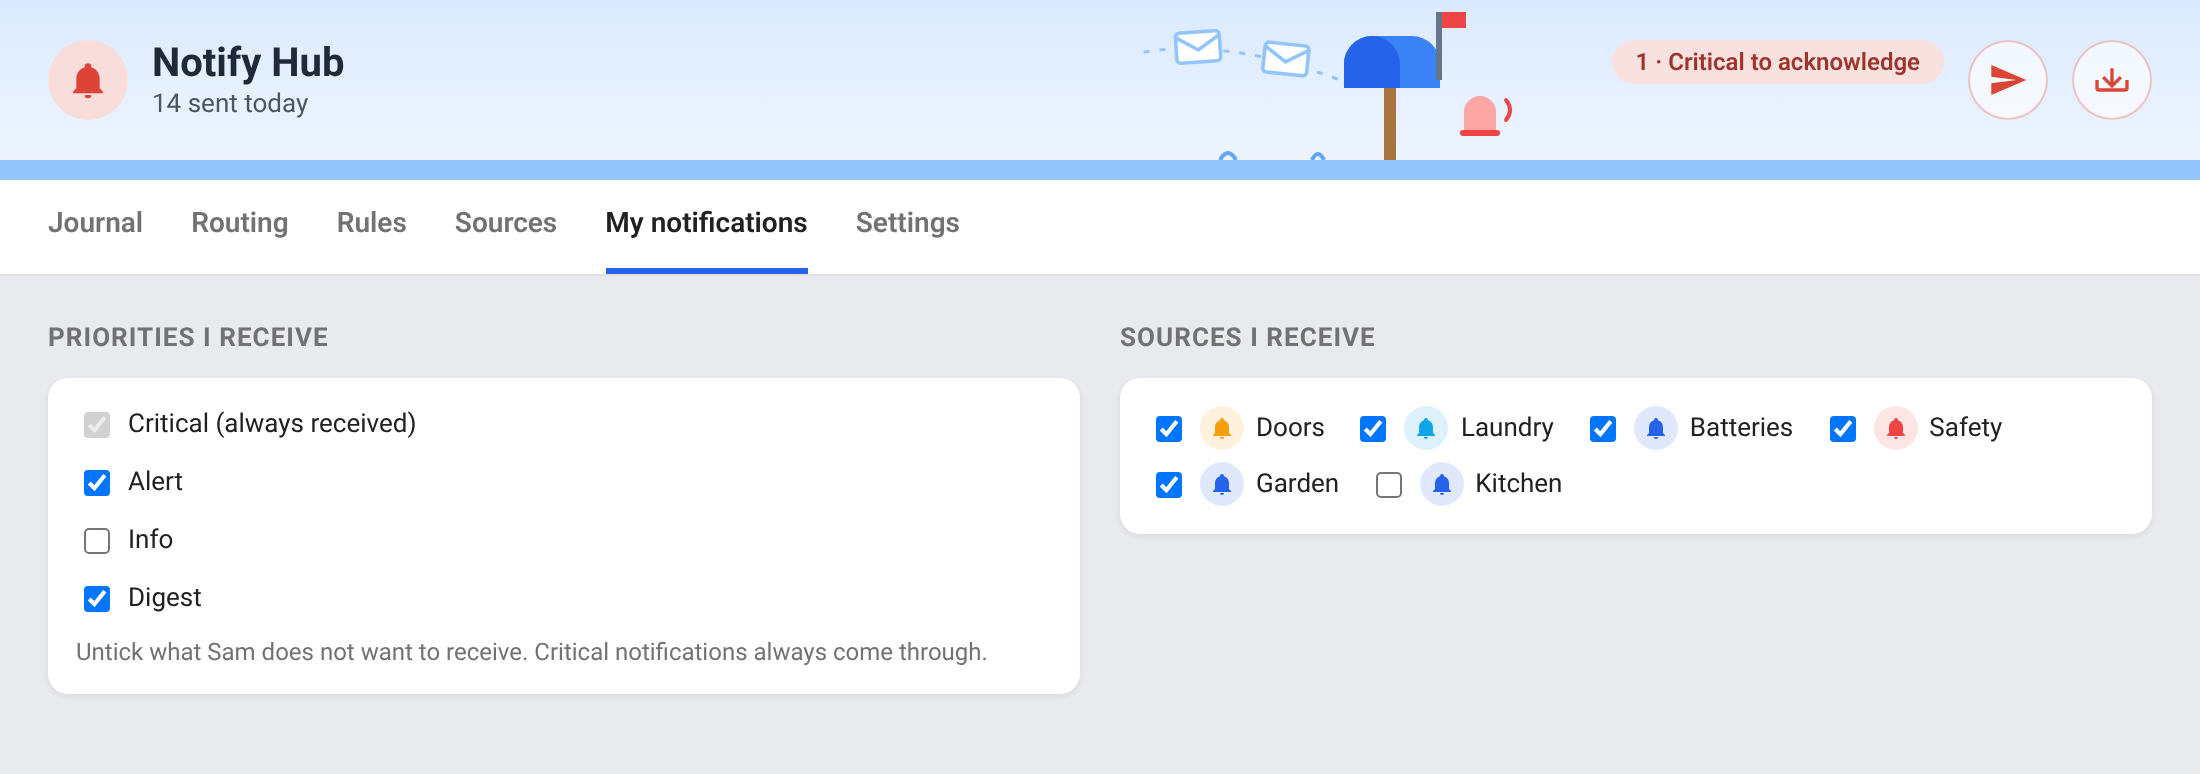 Notify Hub
14 sent today
1 · Critical to acknowledge
Journal
Routing
Rules
Sources
My notifications
Settings
PRIORITIES I RECEIVE
Critical (always received)
Alert
Info
Digest
Untick what Sam does not want to receive. Critical notifications always come through.
SOURCES I RECEIVE
Doors
Laundry
Batteries
Safety
Garden
Kitchen